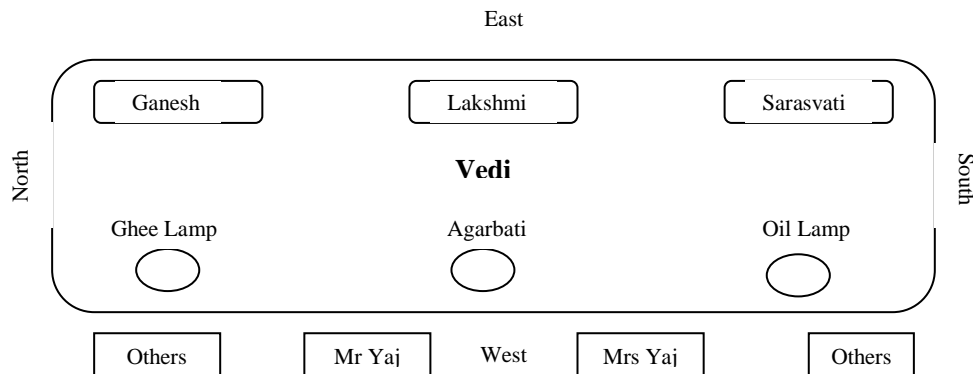 East
Ganesh Lakshmi Sarasvati
North
Vedi
South
Ghee Lamp Agarbati Oil Lamp
Others Mr Yaj West Mrs Yaj Others